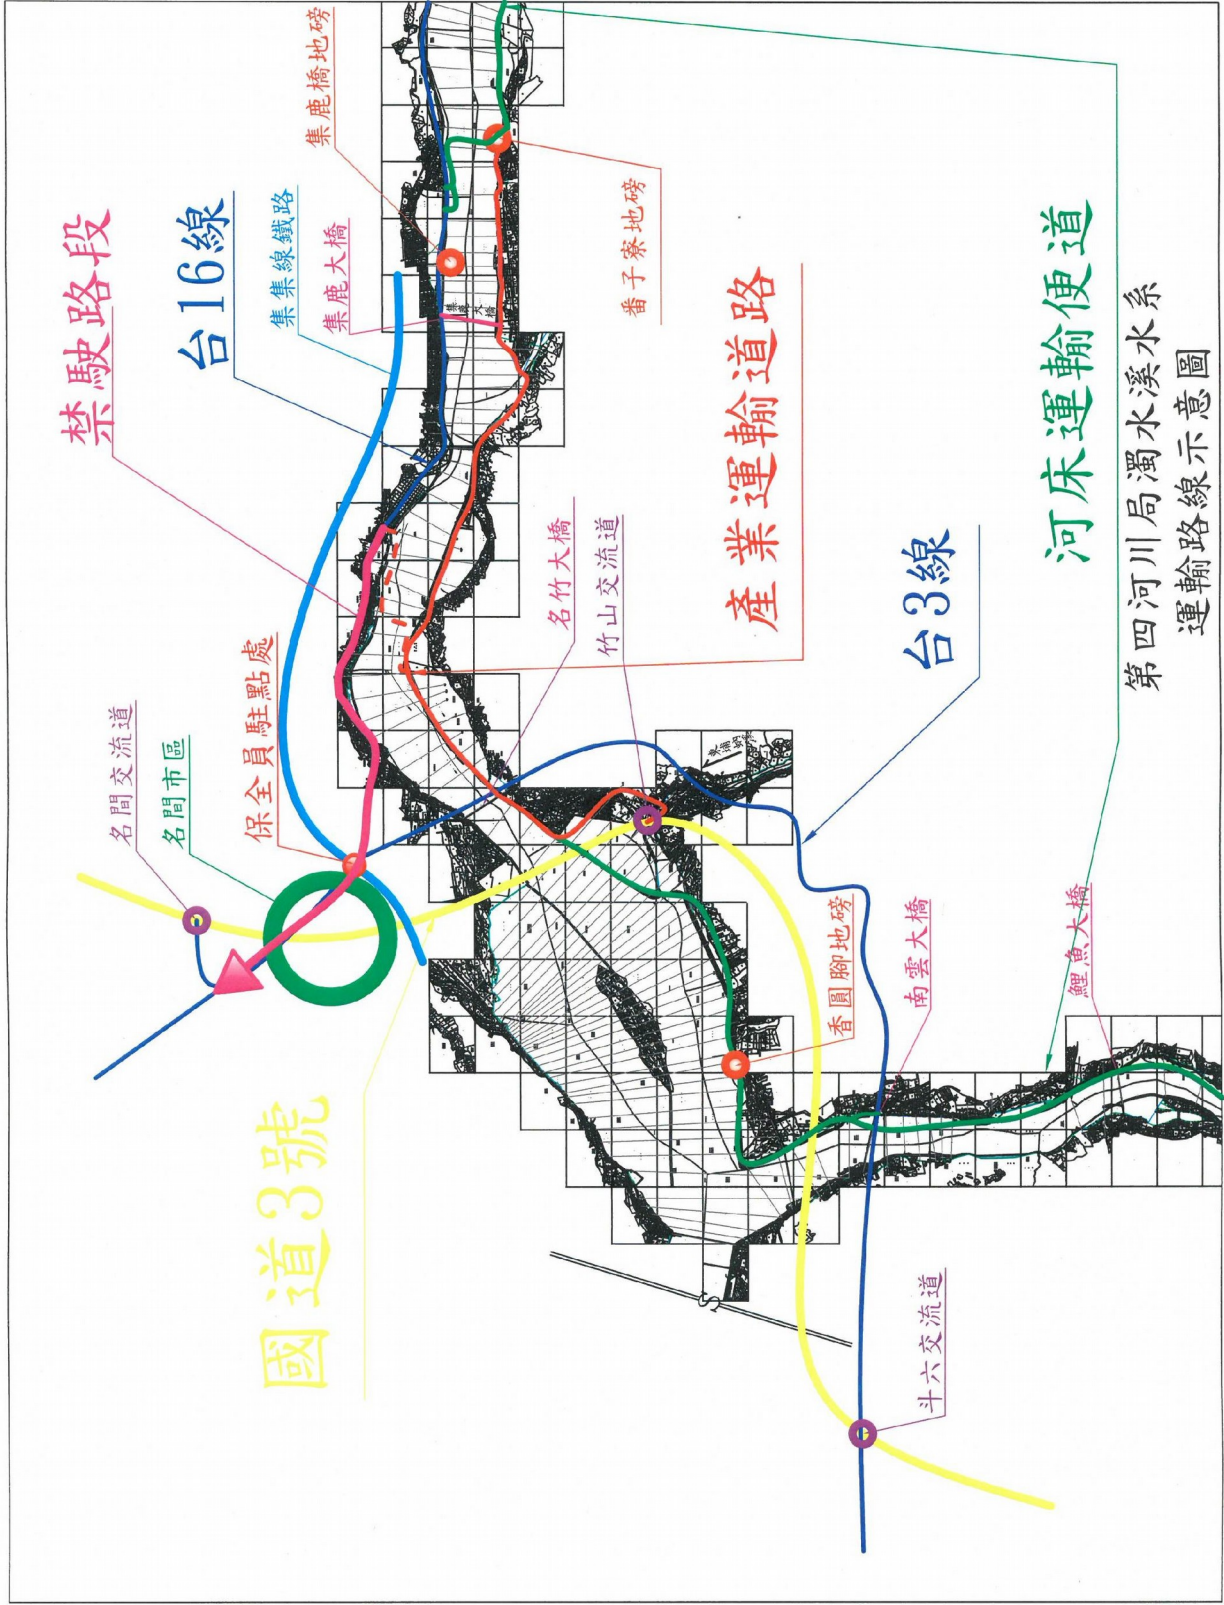 禁駛路段
台16線
集鹿橋地磅
集集線鐵路
集鹿大橋
番子寮地磅
產業運輸道路
河床運輸便道
第四河川局濁水溪水系
運輸路線示意圖
名間交流道
名間市區
保全員駐點處
名竹大橋
竹山交流道
台3線
國道3號
香圓腳地磅
南雲大橋
鯉魚大橋
斗六交流道
集鹿大橋